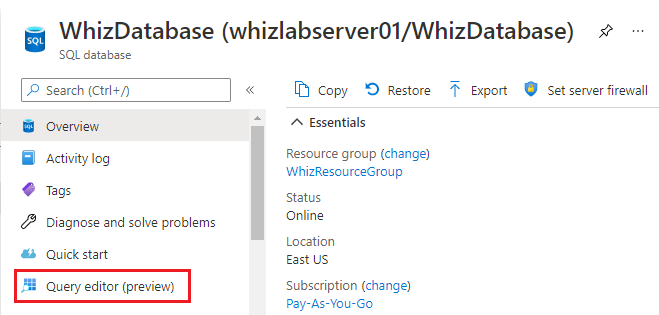 WhizDatabase (whizlabserver01/WhizDatabase)
SQL
SQL database
Search (Ctrl+/)
Copy
Restore
Export
Set server firewall
Overview
Activity log
Tags
Diagnose and solve problems
Quick start
Query editor (preview)
Essentials
Resource group (change)
WhizResourceGroup
Status
Online
Location
East US
Subscription (change)
Pay-As-You-Go